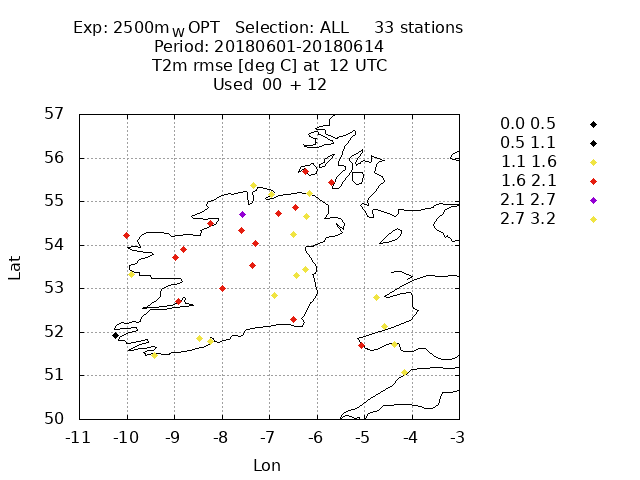 Exp: 2500m_WOPT   Selection: ALL     33 stations
Period: 20180601-20180614
T2m rmse [deg C] at  12 UTC
Used  00 + 12
57
56
55
54
53
52
51
50
-11 -10 -9 -8 -7 -6 -5 -4 -3
Lat
Lon
0.0 0.5
0.5 1.1
1.1 1.6
1.6 2.1
2.1 2.7
2.7 3.2